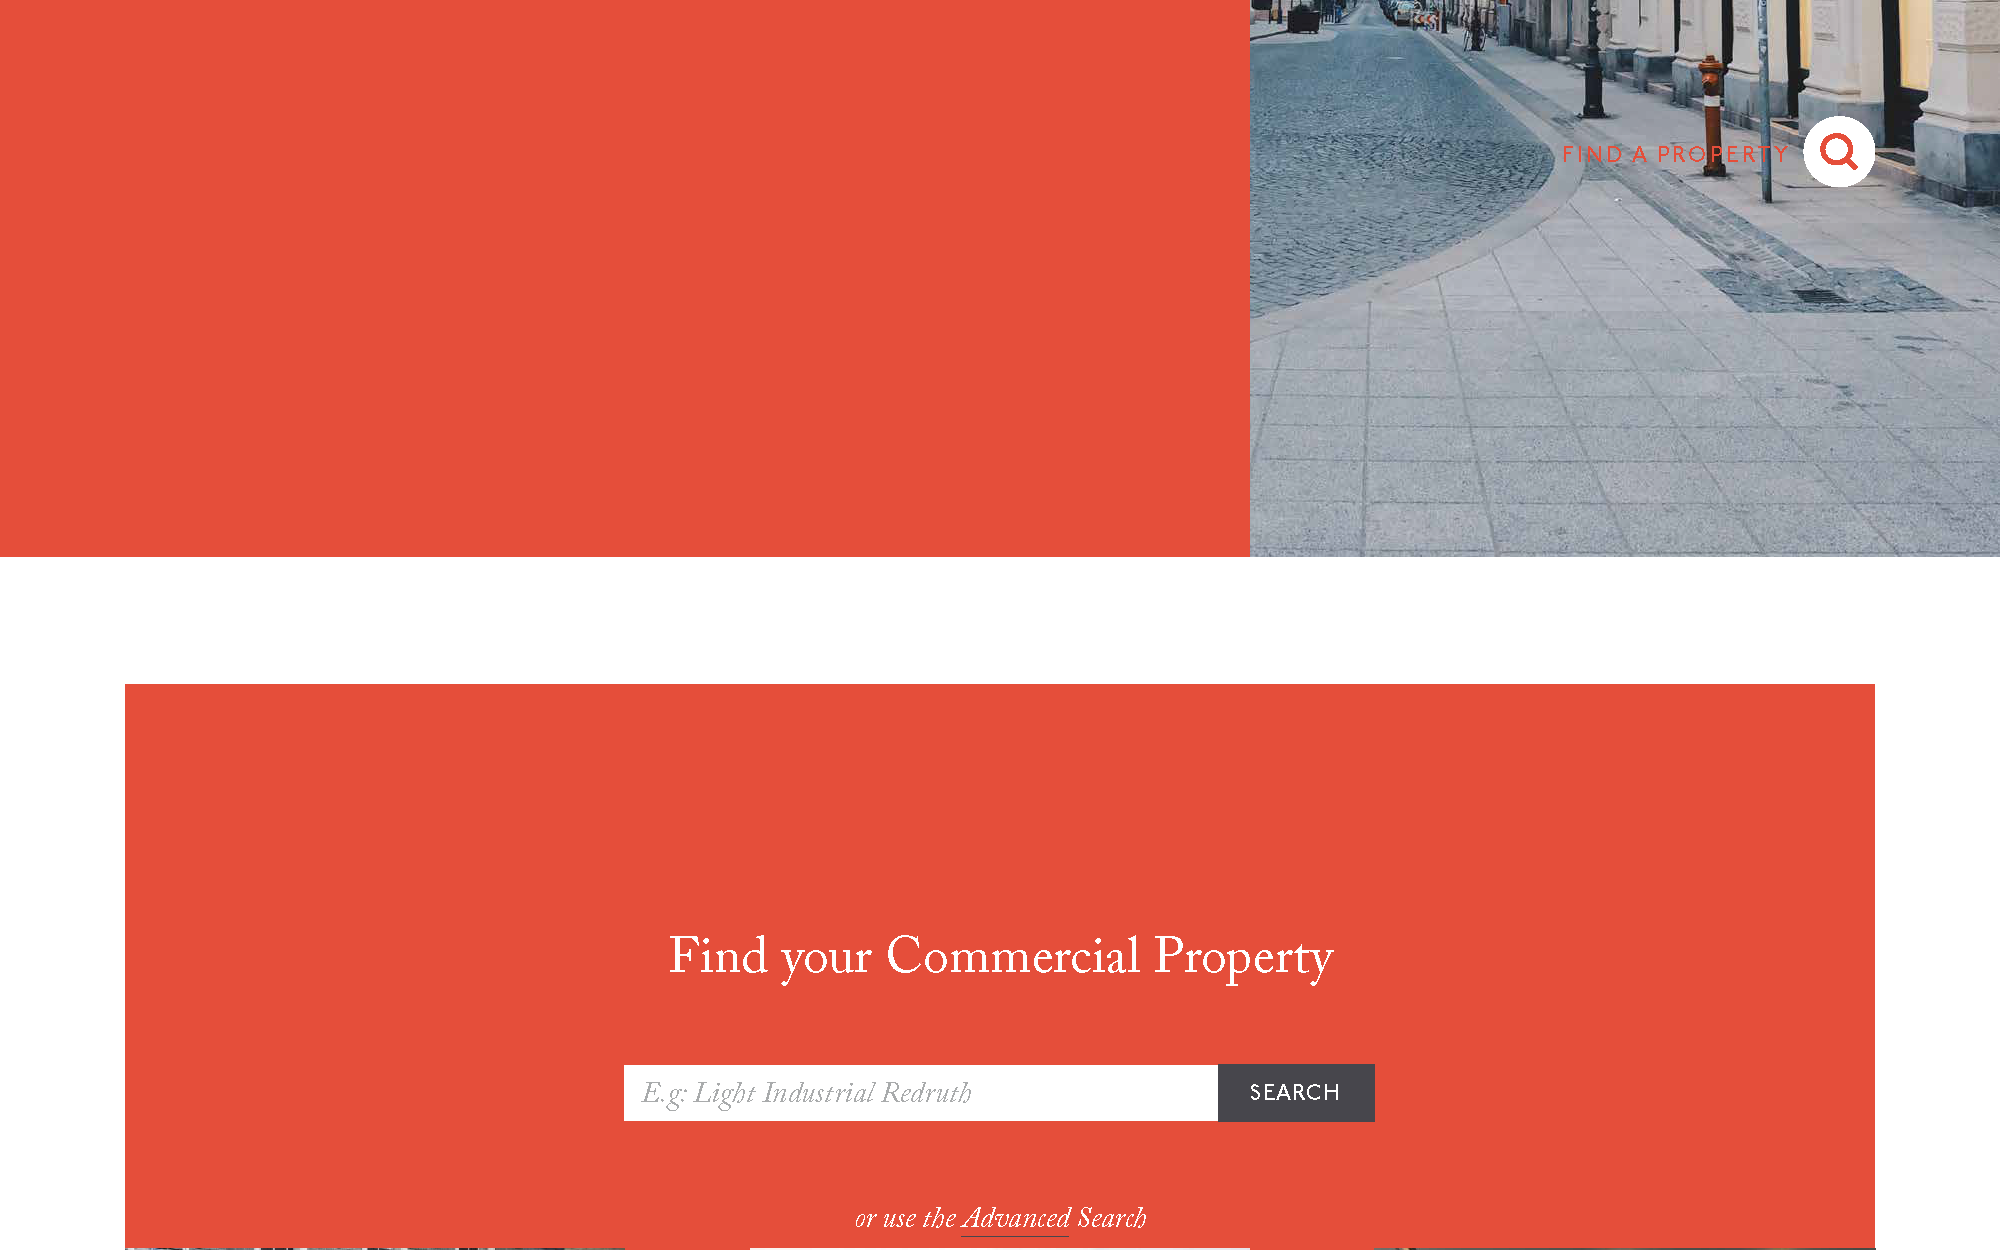 FIND A PROPERTY
Find your Commercial Property
E.g: Light Industrial Redruth
SEARCH
or use the Advanced Search